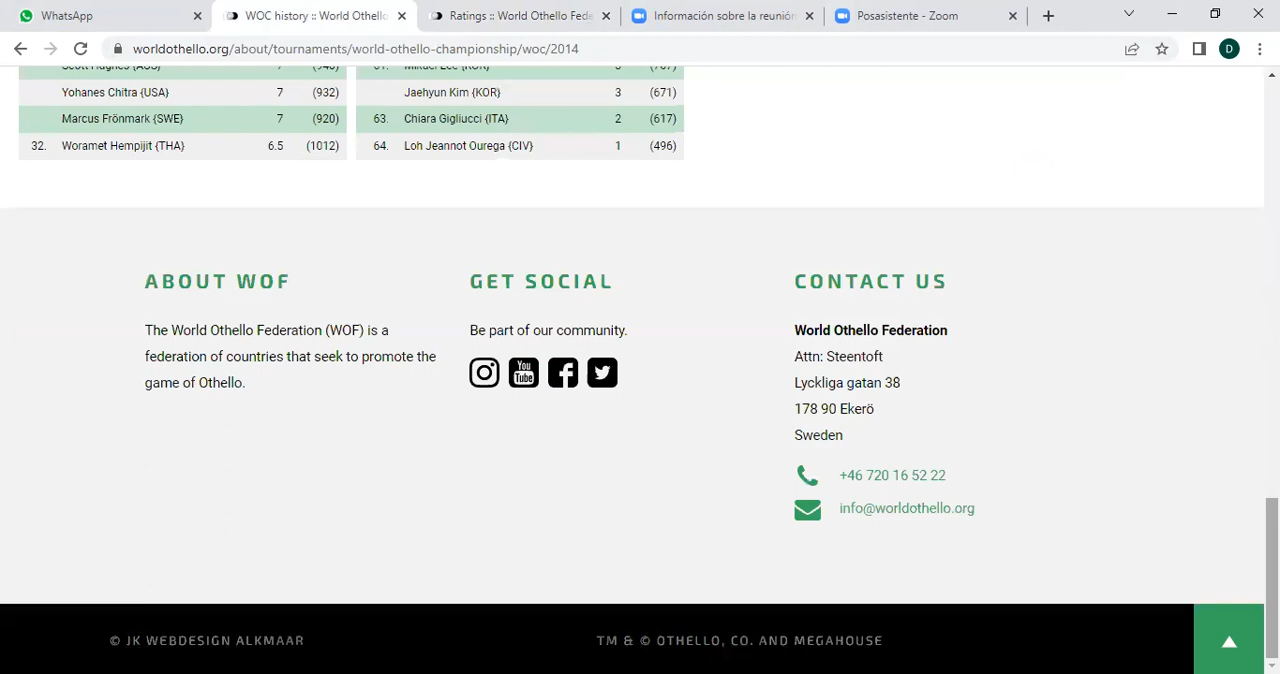 WhatsApp
WOC history :: World Othello
Ratings :: World Othello Fede
Información sobre la reunión
Posasistente - Zoom
worldothello.org/about/tournaments/world-othello-championship/woc/2014
D
Yohanes Chitra {USA} 7 (932)
Jaehyun Kim {KOR} 3 (671)
Marcus Frönmark {SWE} 7 (920)
63. Chiara Gigliucci {ITA} 2 (617)
32. Woramet Hempijit {THA} 6.5 (1012)
64. Loh Jeannot Ourega {CIV} 1 (496)
ABOUT WOF
The World Othello Federation (WOF) is a
federation of countries that seek to promote the
game of Othello.
GET SOCIAL
Be part of our community.
You
Tube
CONTACT US
World Othello Federation
Attn: Steentoft
Lyckliga gatan 38
178 90 Ekerö
Sweden
+46 720 16 52 22
info@worldothello.org
© JK WEBDESIGN ALKMAAR
TM & © OTHELLO, CO. AND MEGAHOUSE